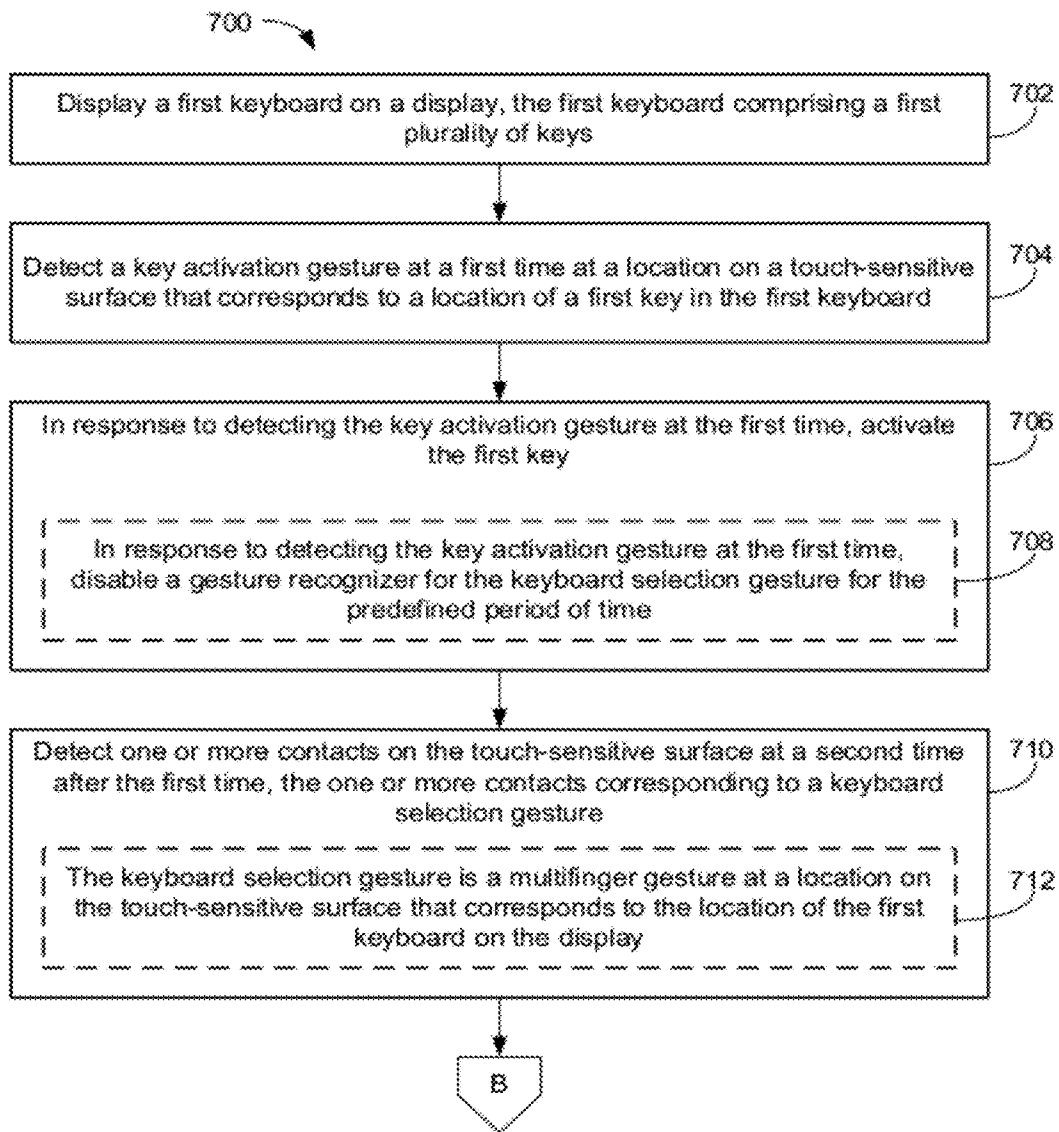 700
Display a first keyboard on a display, the first keyboard comprising a first
plurality of keys
702
Detect a key activation gesture at a first time at a location on a touch-sensitive
surface that corresponds to a location of a first key in the first keyboard
704
In response to detecting the key activation gesture at the first time, activate
the first key
706
In response to detecting the key activation gesture at the first time,
disable a gesture recognizer for the keyboard selection gesture for the
predefined period of time
708
Detect one or more contacts on the touch-sensitive surface at a second time
after the first time, the one or more contacts corresponding to a keyboard
selection gesture
710
The keyboard selection gesture is a multifinger gesture at a location on
the touch-sensitive surface that corresponds to the location of the first
keyboard on the display
712
B